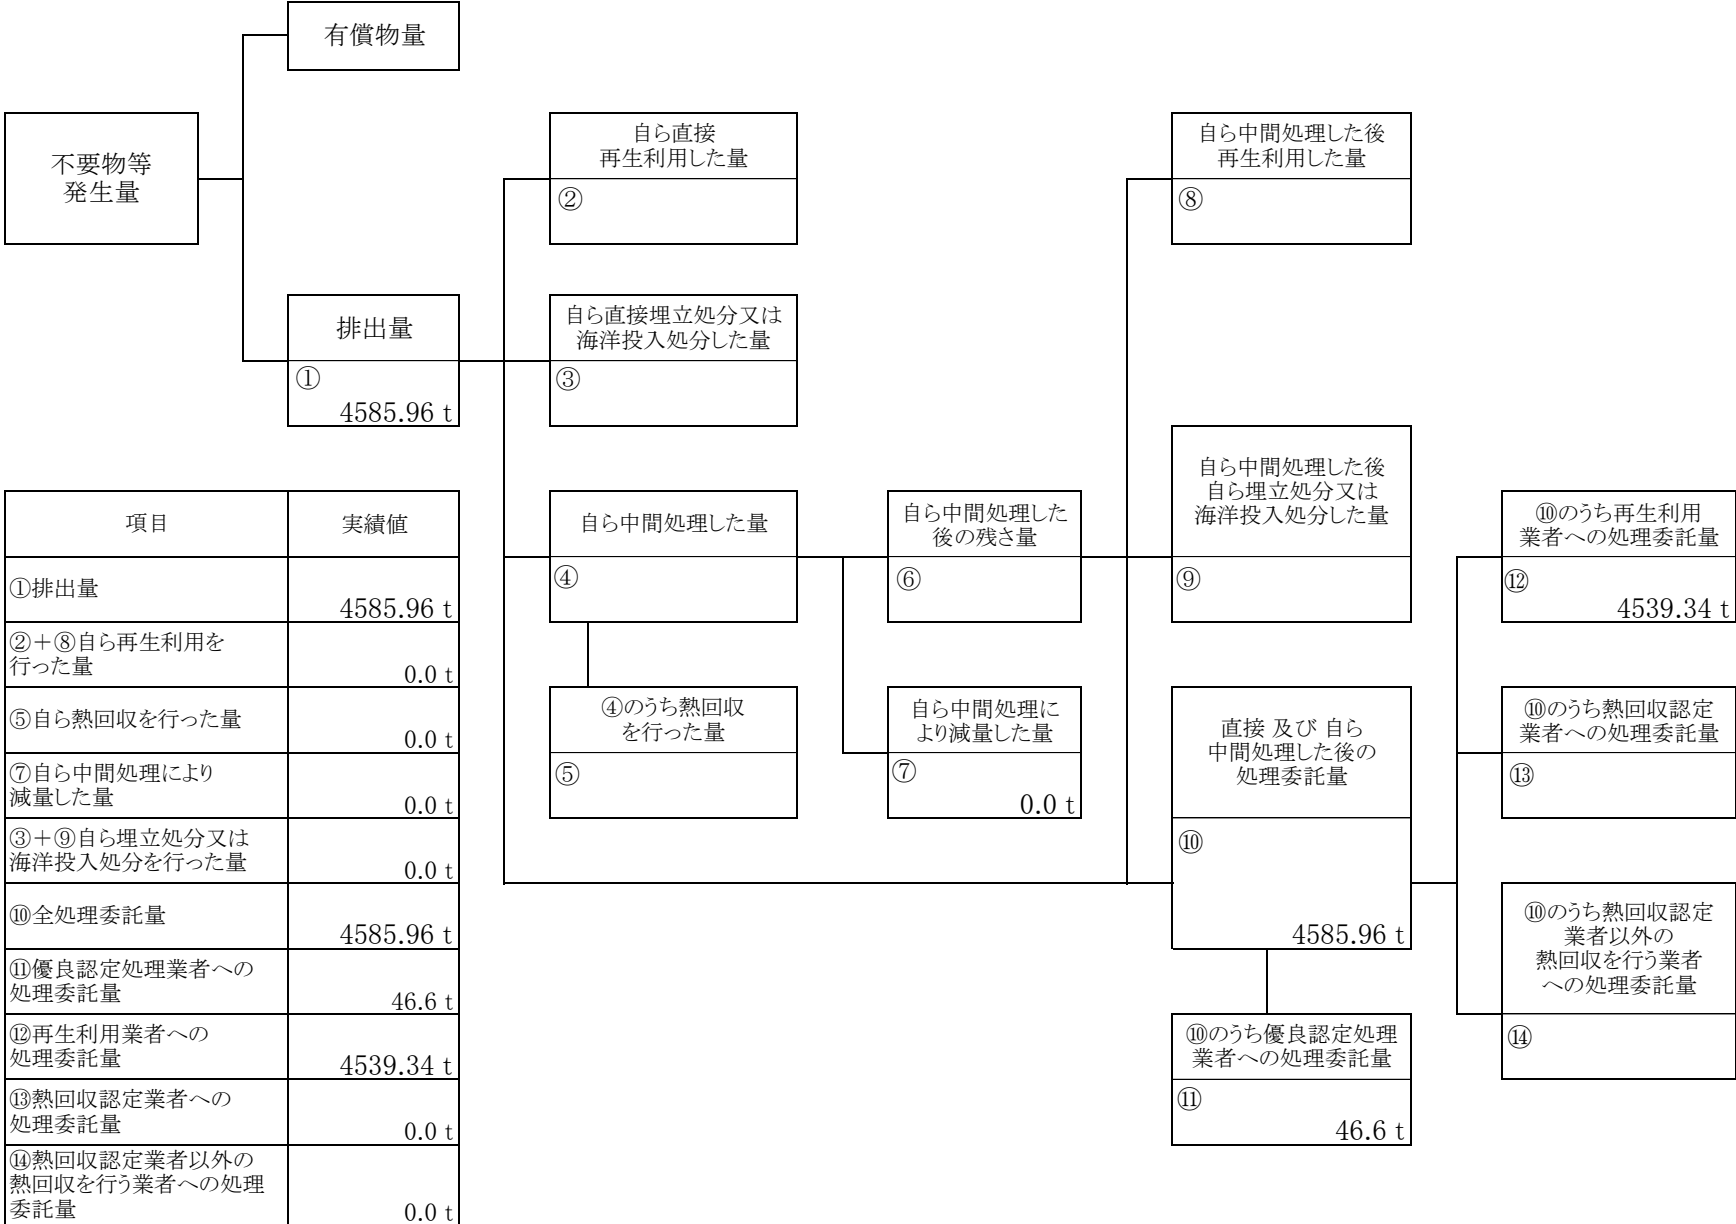 有償物量
不要物等
発生量
自ら直接
再生利用した量
②
自ら中間処理した後
再生利用した量
⑧
排出量
①
4585.96 t
自ら直接埋立処分又は
海洋投入処分した量
③
自ら中間処理した量
④
自ら中間処理した
後の残さ量
⑥
自ら中間処理した後
自ら埋立処分又は
海洋投入処分した量
⑨
⑩のうち再生利用
業者への処理委託量
⑫
4539.34 t
④のうち熱回収
を行った量
⑤
自ら中間処理に
より減量した量
⑦
0.0 t
直接 及び 自ら
中間処理した後の
処理委託量
⑩
4585.96 t
⑩のうち熱回収認定
業者への処理委託量
⑬
⑩のうち熱回収認定
業者以外の
熱回収を行う業者
への処理委託量
⑭
⑩のうち優良認定処理
業者への処理委託量
⑪
46.6 t
項目
実績値
①排出量
4585.96 t
②＋⑧自ら再生利用を
行った量
0.0 t
⑤自ら熱回収を行った量
0.0 t
⑦自ら中間処理により
減量した量
0.0 t
③＋⑨自ら埋立処分又は
海洋投入処分を行った量
0.0 t
⑩全処理委託量
4585.96 t
⑪優良認定処理業者への
処理委託量
46.6 t
⑫再生利用業者への
処理委託量
4539.34 t
⑬熱回収認定業者への
処理委託量
0.0 t
⑭熱回収認定業者以外の
熱回収を行う業者への処理
委託量
0.0 t